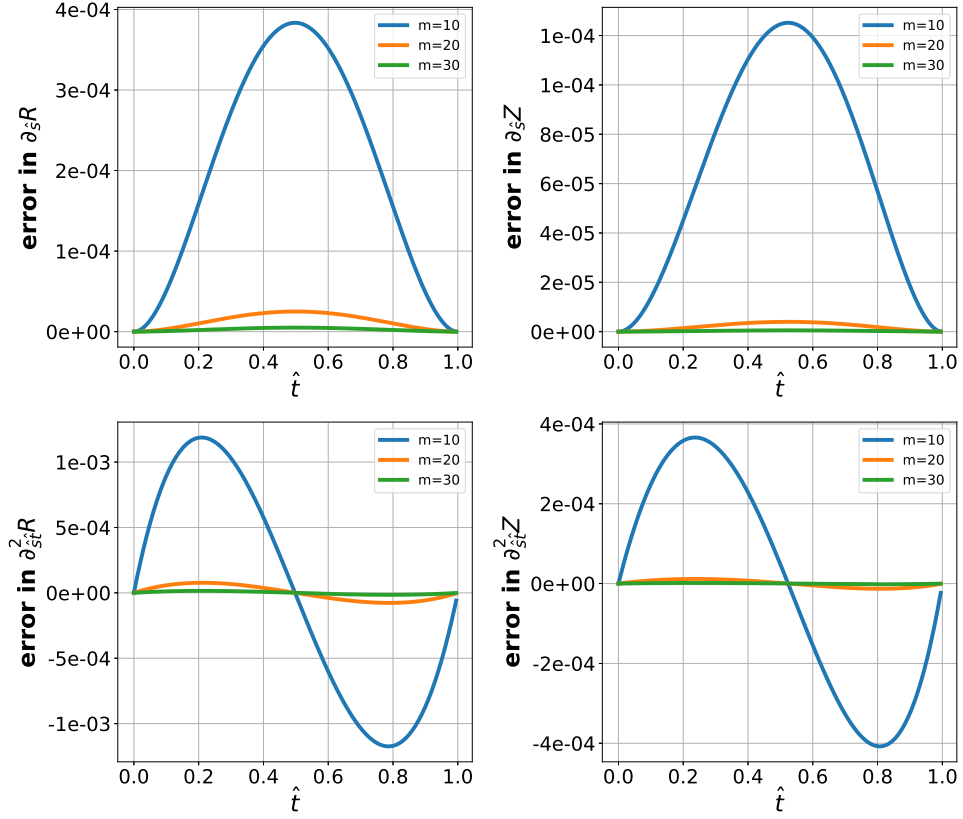 4e-04
3e-04
2e-04
1e-04
0e+00
error in ∂ŝR
0.0 0.2 0.4 0.6 0.8 1.0
t̂
m=10
m=20
m=30
1e-04
1e-04
8e-05
6e-05
4e-05
2e-05
0e+00
error in ∂ŝZ
0.0 0.2 0.4 0.6 0.8 1.0
t̂
m=10
m=20
m=30
1e-03
5e-04
0e+00
-5e-04
-1e-03
error in ∂²ŝt̂R
0.0 0.2 0.4 0.6 0.8 1.0
t̂
m=10
m=20
m=30
4e-04
2e-04
0e+00
-2e-04
-4e-04
error in ∂²ŝt̂Z
0.0 0.2 0.4 0.6 0.8 1.0
t̂
m=10
m=20
m=30